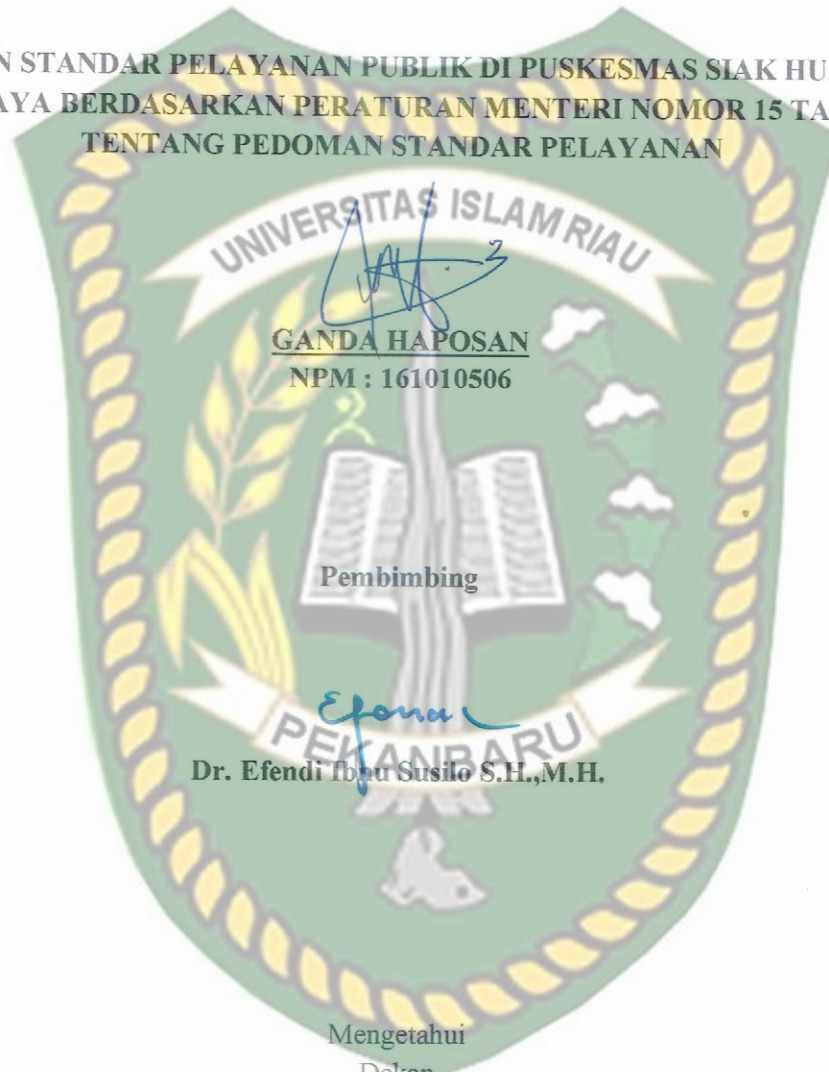 N STANDAR PELAYANAN PUBLIK DI PUSKESMAS SIAK HU
AYA BERDASARKAN PERATURAN MENTERI NOMOR 15 TA
TENTANG PEDOMAN STANDAR PELAYANAN
UNIVERSITAS ISLAM RIAU
GANDA HAPOSAN
NPM : 161010506
Pembimbing
PEKANBARU
Dr. Efendi Ibnu Susilo S.H.,M.H.
Mengetahui
Dekan